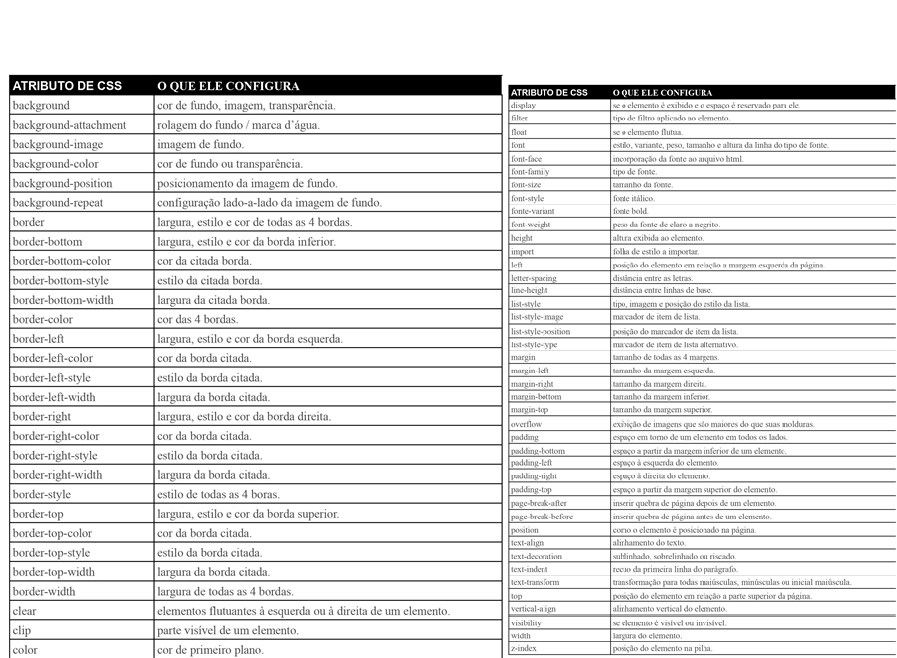 ATRIBUTO DE CSS O QUE ELE CONFIGURA
background cor de fundo, imagem, transparência.
background-attachment rolagem do fundo / marca d’água.
background-image imagem de fundo.
background-color cor de fundo ou transparência.
background-position posicionamento da imagem de fundo.
background-repeat configuração lado-a-lado da imagem de fundo.
border largura, estilo e cor de todas as 4 bordas.
border-bottom largura, estilo e cor da borda inferior.
border-bottom-color cor da citada borda.
border-bottom-style estilo da citada borda.
border-bottom-width largura da citada borda.
border-color cor das 4 bordas.
border-left largura, estilo e cor da borda esquerda.
border-left-color cor da borda citada.
border-left-style estilo da borda citada.
border-left-width largura da borda citada.
border-right largura, estilo e cor da borda direita.
border-right-color cor da borda citada.
border-right-style estilo da borda citada.
border-right-width largura da borda citada.
border-style estilo de todas as 4 boras.
border-top largura, estilo e cor da borda superior.
border-top-color cor da borda citada.
border-top-style estilo da borda citada.
border-top-width largura da borda citada.
border-width largura de todas as 4 bordas.
clear elementos flutuantes à esquerda ou à direita de um elemento.
clip parte visível de um elemento.
color cor de primeiro plano.
ATRIBUTO DE CSS O QUE ELE CONFIGURA
display se o elemento é exibido e o espaço é reservado para ele.
filter tipo de filtro aplicado ao elemento.
float se o elemento flutua.
font estilo, variante, peso, tamanho e altura da linha do tipo de fonte.
font-face incorporação da fonte ao arquivo html.
font-family tipo de fonte.
font-size tamanho da fonte.
font-style fonte itálico.
fonte-variant fonte bold.
font-weight peso da fonte de claro a negrito.
height altura exibida ao elemento.
import folha de estilo a importar.
left posição do elemento em relação a margem esquerda da página.
letter-spacing distância entre as letras.
line-height distância entre linhas de base.
list-style tipo, imagem e posição do estilo da lista.
list-style-image marcador de item de lista.
list-style-position posição do marcador de item da lista.
list-style-type marcador de item de lista alternativo.
margin tamanho de todas as 4 margens.
margin-left tamanho da margem esquerda.
margin-right tamanho da margem direita.
margin-bottom tamanho da margem inferior.
margin-top tamanho da margem superior.
overflow exibição de imagens que são maiores do que suas molduras.
padding espaço em torno de um elemento em todos os lados.
padding-bottom espaço a partir da margem inferior de um elemento.
padding-left espaço à esquerda do elemento.
padding-right espaço à direita do elemento.
padding-top espaço a partir da margem superior do elemento.
page-break-after inserir quebra de página depois de um elemento.
page-break-before inserir quebra de página antes de um elemento.
position como o elemento é posicionado na página.
text-align alinhamento do texto.
text-decoration sublinhado, sobrelinhado ou riscado.
text-indent recuo da primeira linha do parágrafo.
text-transform transformação para todas maiúsculas, minúsculas ou inicial maiúscula.
top posição do elemento em relação a parte superior da página.
vertical-align alinhamento vertical do elemento.
visibility se elemento é visível ou invisível.
width largura do elemento.
z-index posição do elemento na pilha.